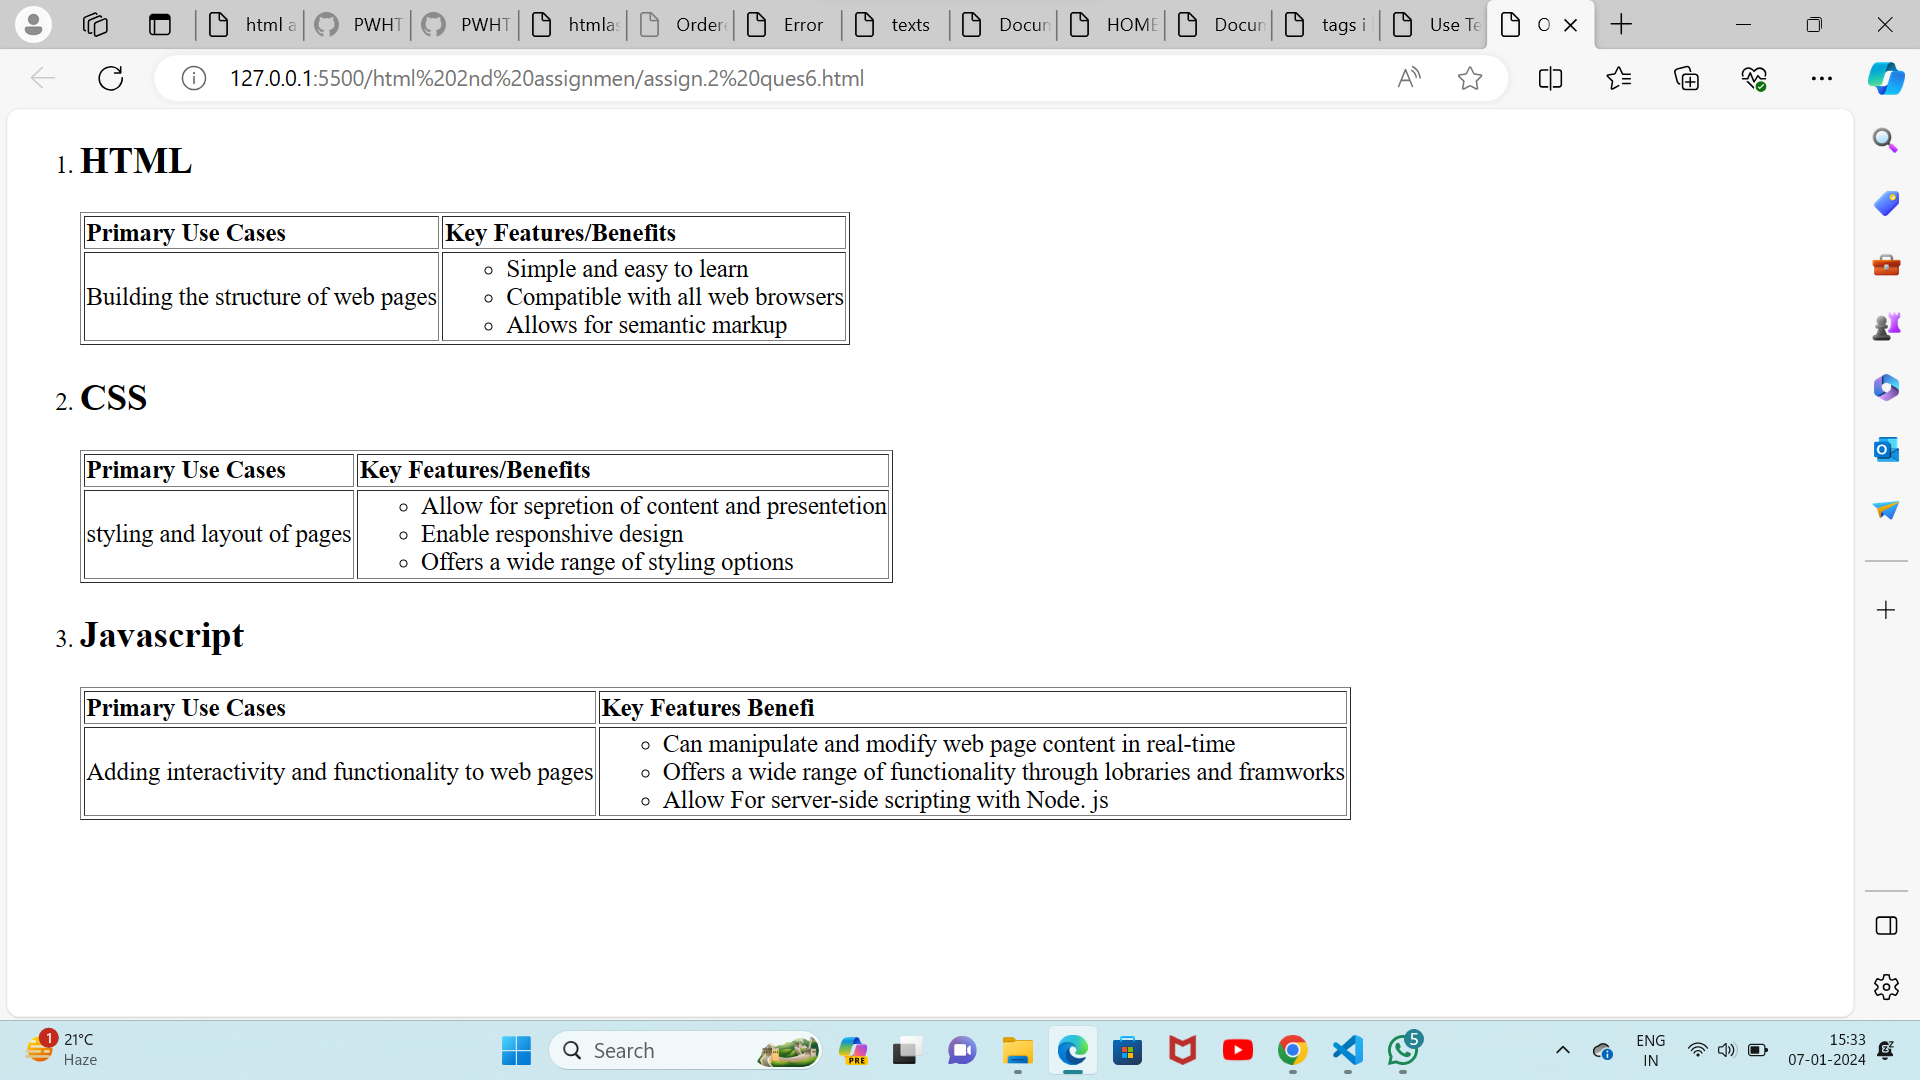 html a
PWHT
PWHT
htmlas
Ordere
Error
texts
Docun
HOME
Docun
tags i
Use Te
O
127.0.0.1:5500/html%202nd%20assignmen/assign.2%20ques6.html
1. HTML
Primary Use Cases Key Features/Benefits
Building the structure of web pages
Simple and easy to learn
Compatible with all web browsers
Allows for semantic markup
2. CSS
Primary Use Cases Key Features/Benefits
styling and layout of pages
Allow for sepretion of content and presentetion
Enable responshive design
Offers a wide range of styling options
3. Javascript
Primary Use Cases Key Features Benefi
Adding interactivity and functionality to web pages
Can manipulate and modify web page content in real-time
Offers a wide range of functionality through lobraries and framworks
Allow For server-side scripting with Node. js
1
21°C
Haze
Search
PRE
5
ENG
IN
15:33
07-01-2024